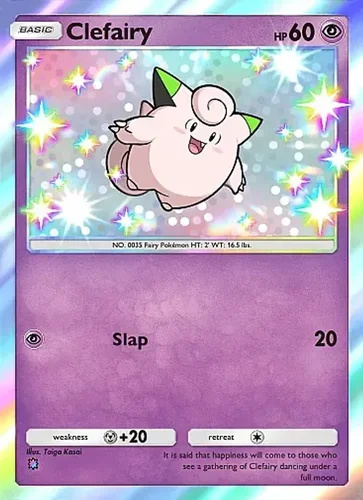 BASIC Clefairy HP 60
NO. 0035 Fairy Pokémon HT: 2' WT: 16.5 lbs.
Slap 20
weakness +20 retreat
Illus. Taiga Kasai
It is said that happiness will come to those who
see a gathering of Clefairy dancing under a
full moon.